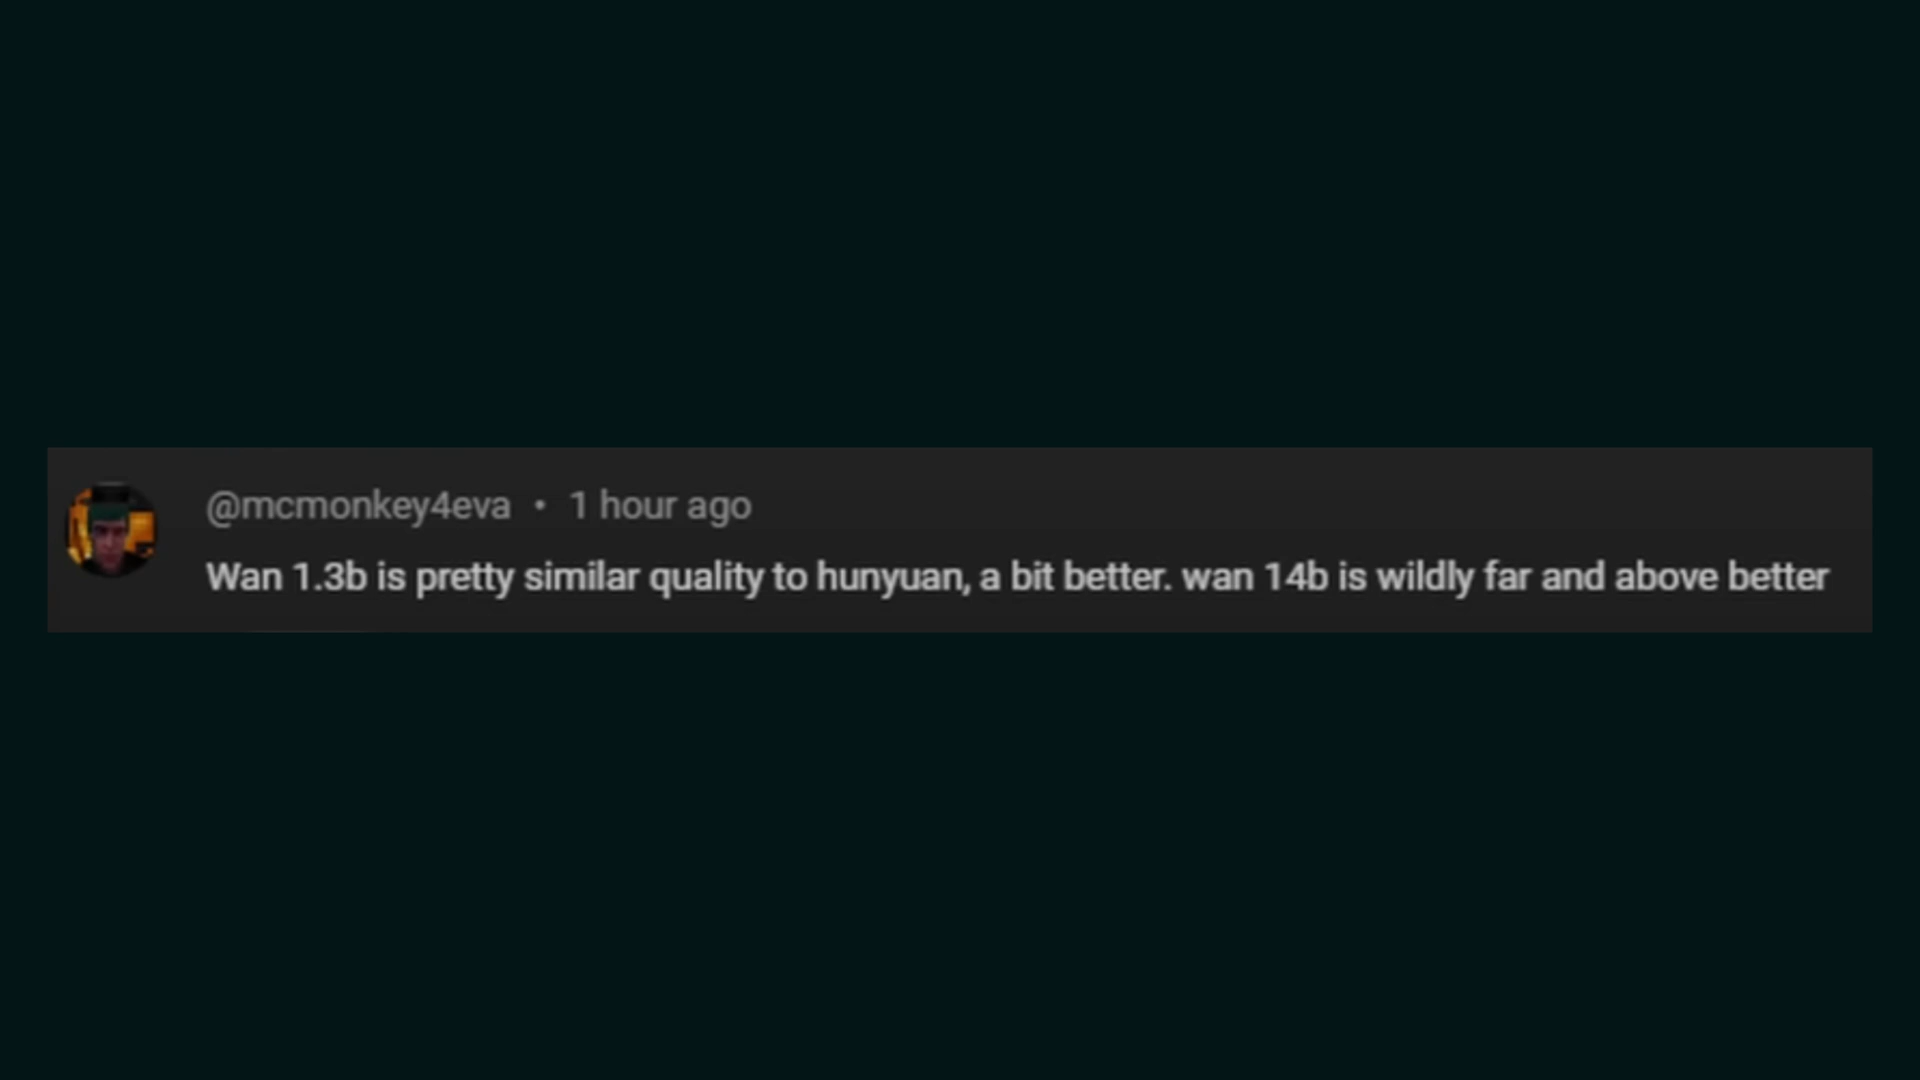 @mcmonkey4eva • 1 hour ago
Wan 1.3b is pretty similar quality to hunyuan, a bit better. wan 14b is wildly far and above better